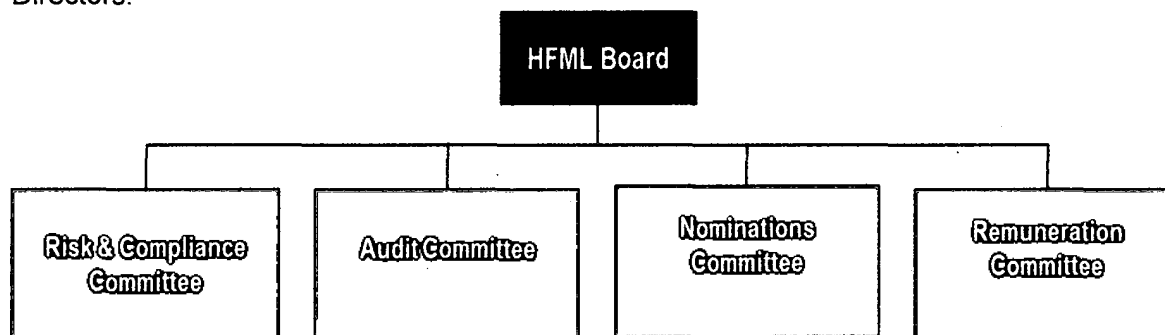 Directors.
HFML Board
Risk & Compliance
Committee
Audit Committee
Nominations
Committee
Remuneration
Committee